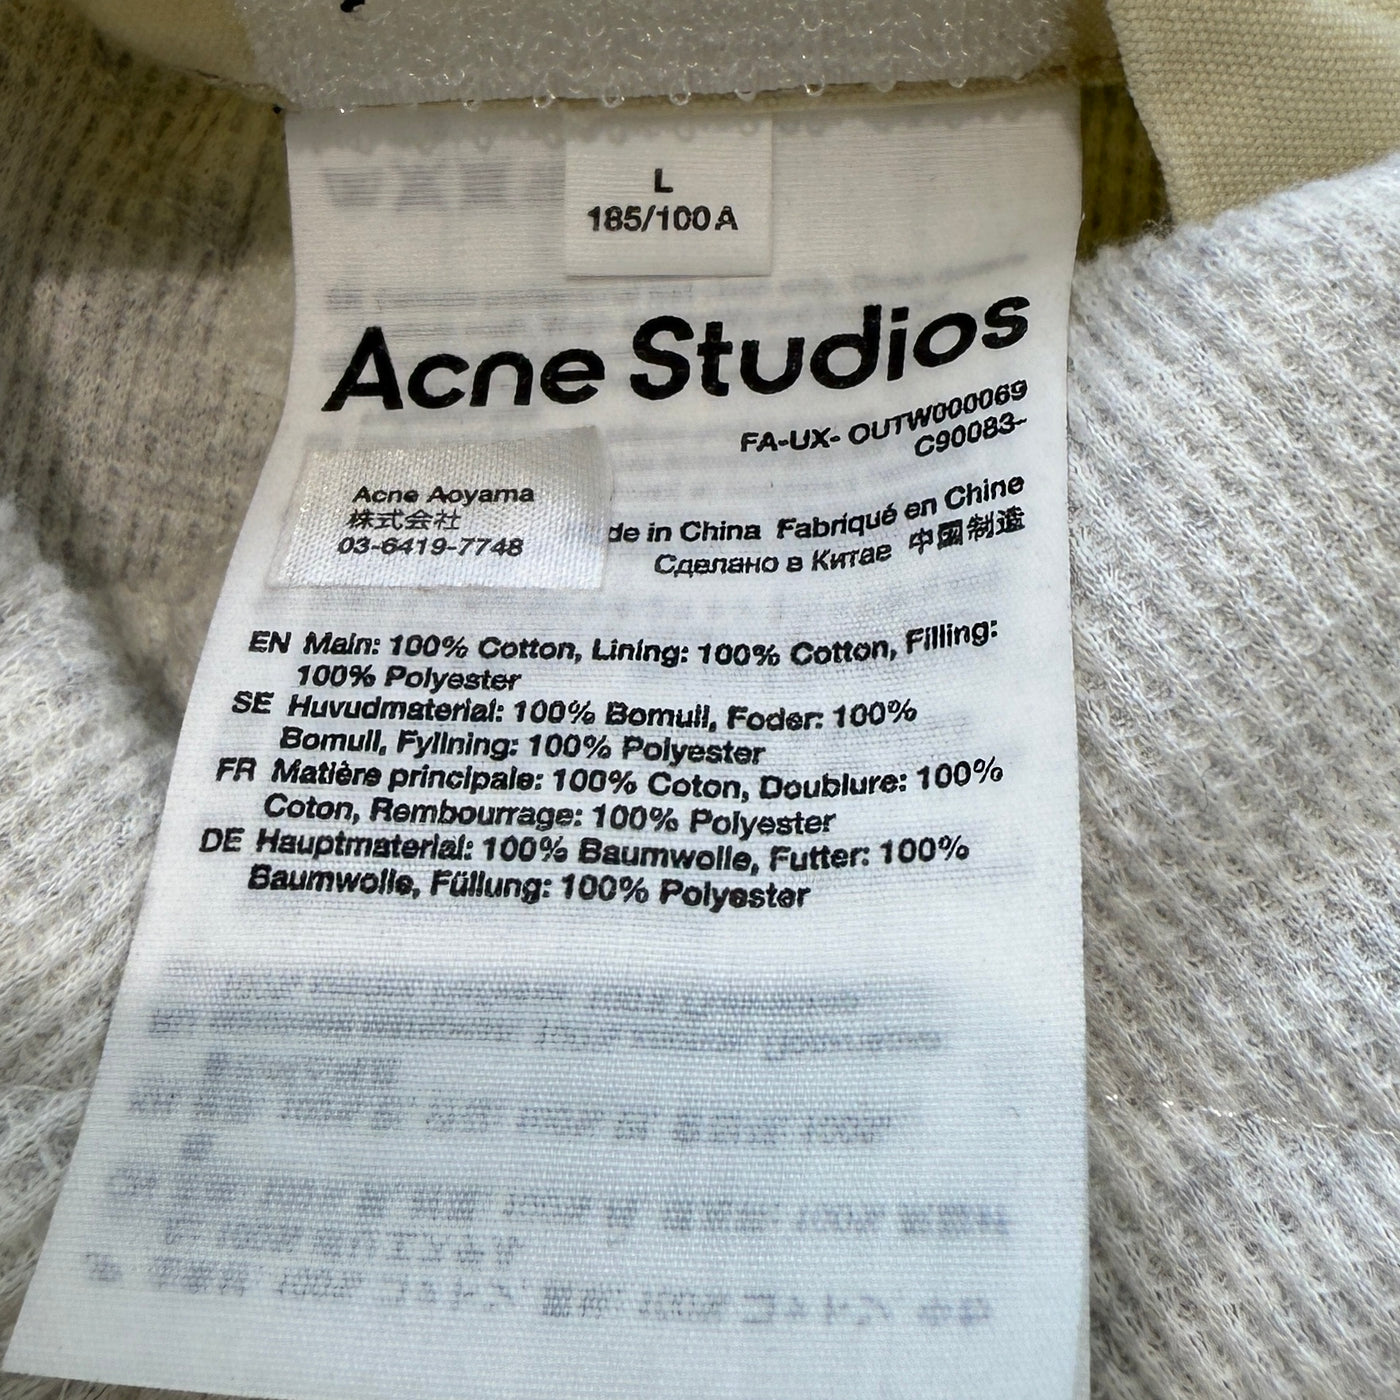 L
185/100A
Acne Studios
FA-UX- OUTW000069
C90083-
Acne Aoyama
株式会社
03-6419-7748
de in China Fabriqué en Chine
Сделано в Китае 中国制造
EN Main: 100% Cotton, Lining: 100% Cotton, Filling:
100% Polyester
SE Huvudmaterial: 100% Bomull, Foder: 100%
Bomull, Fyllning: 100% Polyester
FR Matière principale: 100% Coton, Doublure: 100%
Coton, Rembourrage: 100% Polyester
DE Hauptmaterial: 100% Baumwolle, Futter: 100%
Baumwolle, Füllung: 100% Polyester